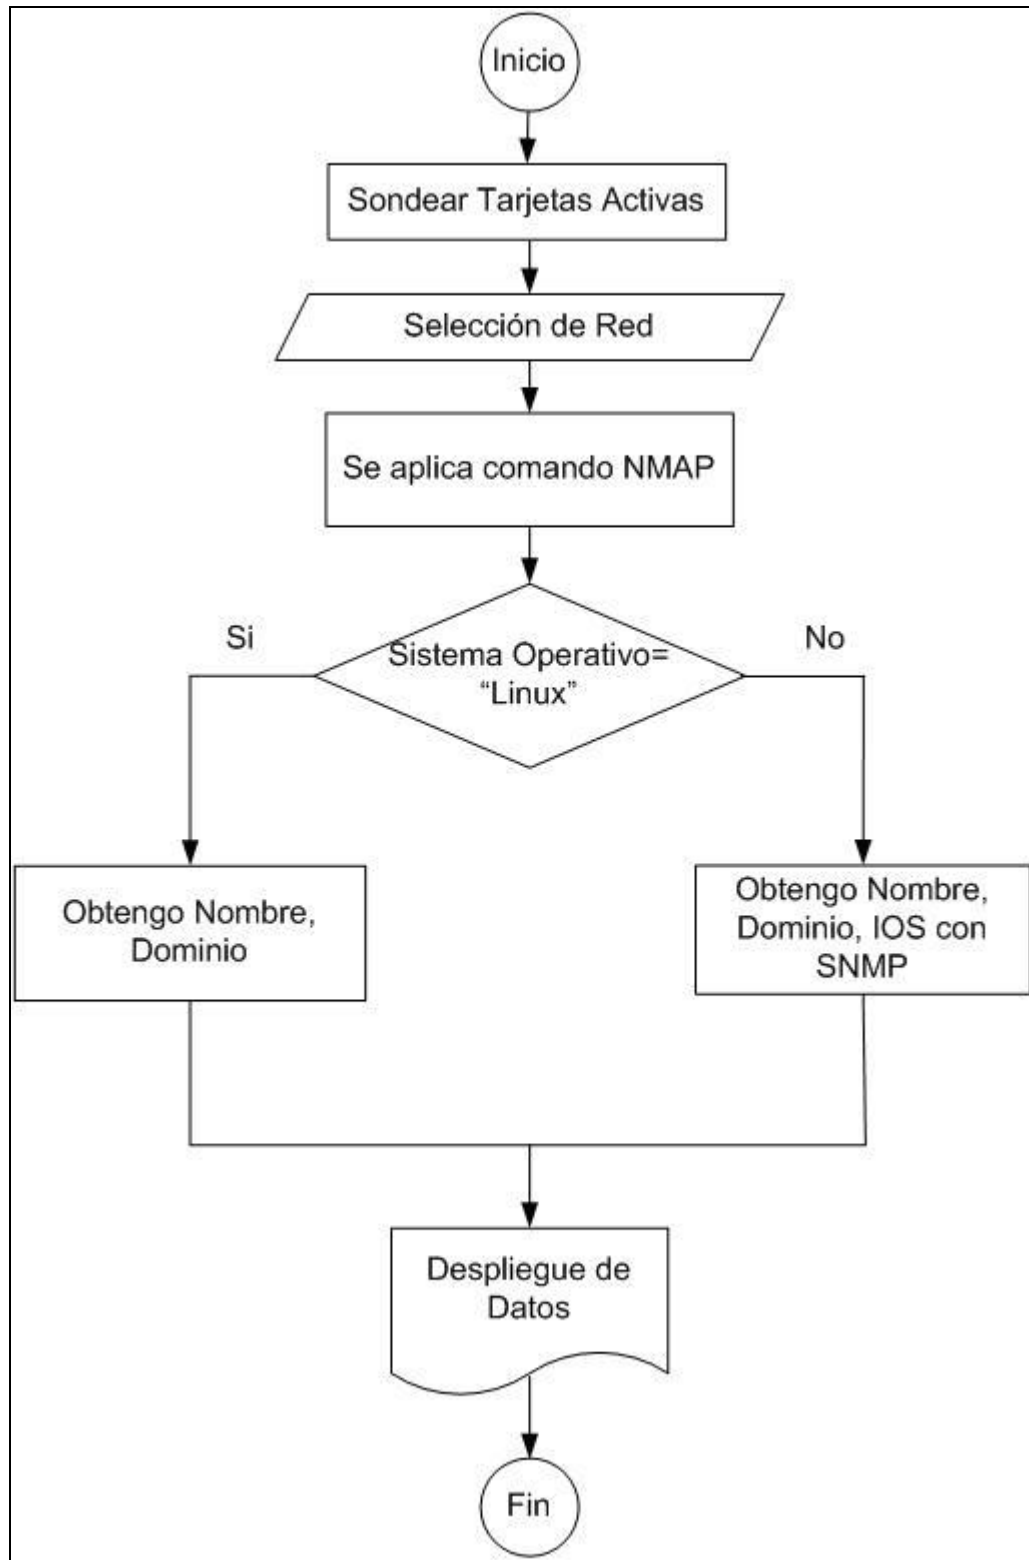 Inicio
Sondear Tarjetas Activas
Selección de Red
Se aplica comando NMAP
Si
No
Sistema Operativo=
“Linux”
Obtengo Nombre,
Dominio
Obtengo Nombre,
Dominio, IOS con
SNMP
Despliegue de
Datos
Fin